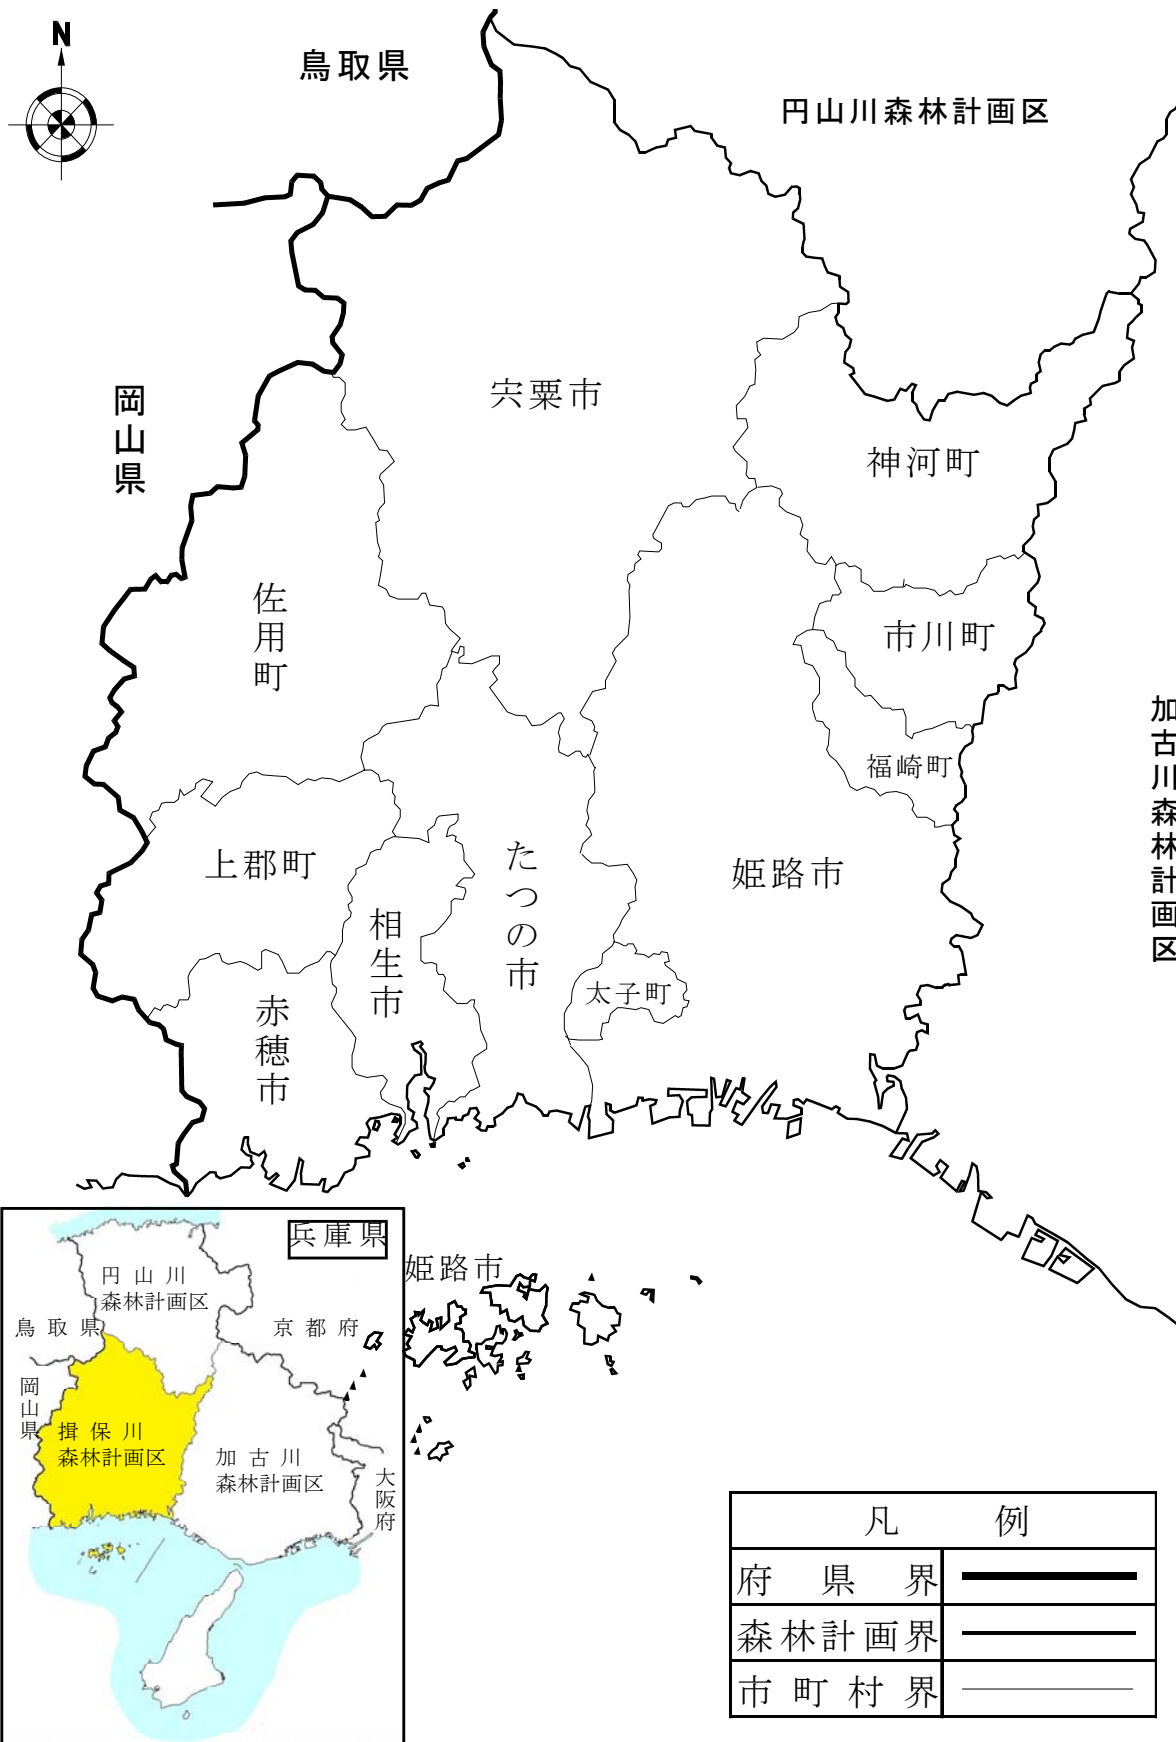 N
鳥取県
円山川森林計画区
岡山県
宍粟市
神河町
佐用町
市川町
加古川森林計画区
福崎町
上郡町
たつの市
姫路市
相生市
太子町
赤穂市
兵庫県
姫路市
円山川
森林計画区
鳥取県
京都府
岡山県
揖保川
森林計画区
加古川
森林計画区
大阪府
凡例
府県界
森林計画界
市町村界